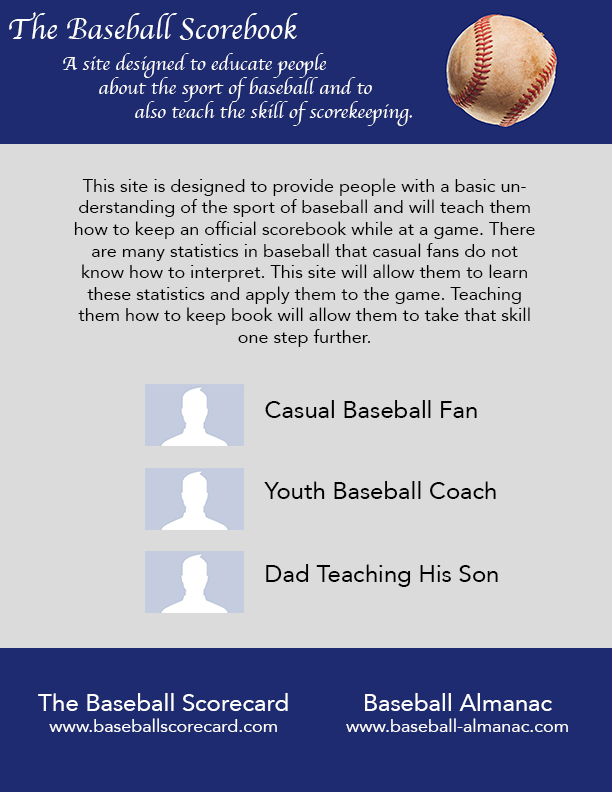 The Baseball Scorebook
A site designed to educate people
about the sport of baseball and to
also teach the skill of scorekeeping.
This site is designed to provide people with a basic un-
derstanding of the sport of baseball and will teach them
how to keep an official scorebook while at a game. There
are many statistics in baseball that casual fans do not
know how to interpret. This site will allow them to learn
these statistics and apply them to the game. Teaching
them how to keep book will allow them to take that skill
one step further.
Casual Baseball Fan
Youth Baseball Coach
Dad Teaching His Son
The Baseball Scorecard
www.baseballscorecard.com
Baseball Almanac
www.baseball-almanac.com